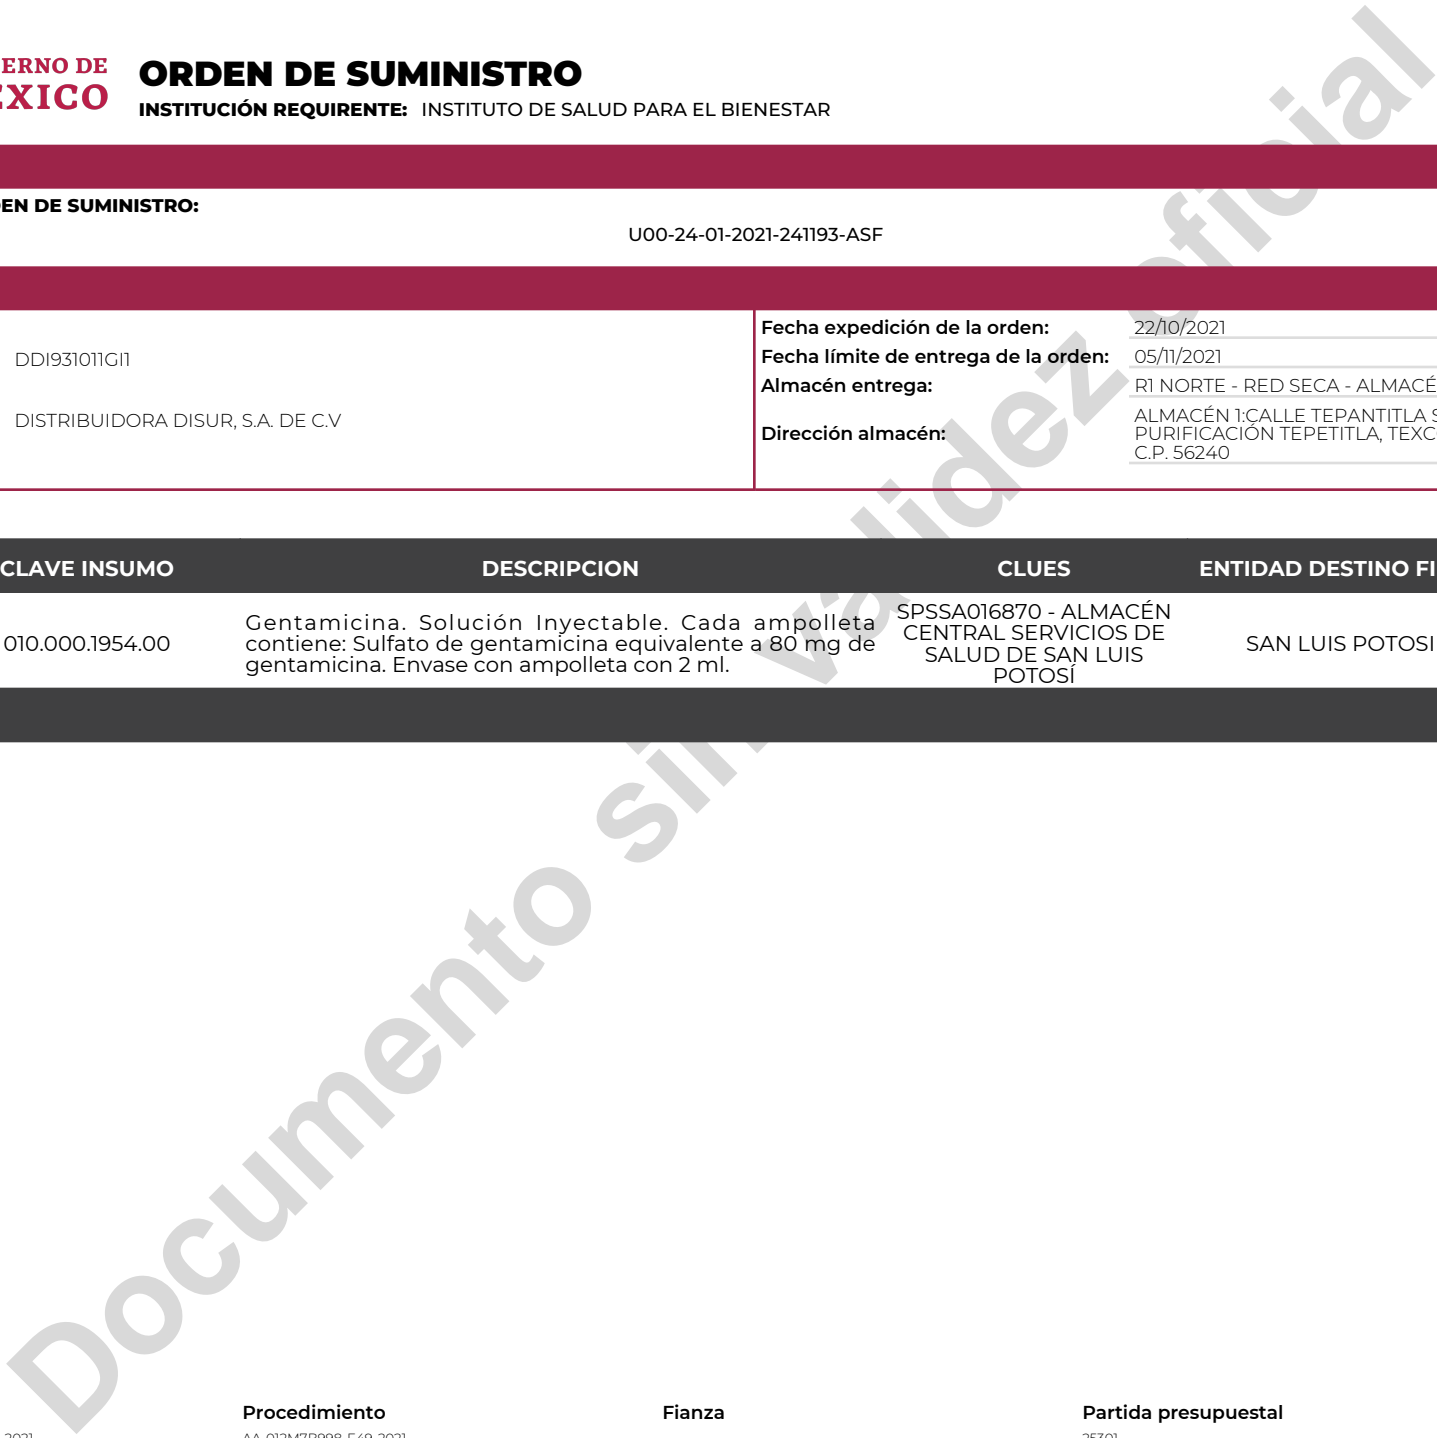 ERNO DE
ORDEN DE SUMINISTRO
EXICO
INSTITUCIÓN REQUIRENTE: INSTITUTO DE SALUD PARA EL BIENESTAR
EN DE SUMINISTRO:
U00-24-01-2021-241193-ASF
DDI931011GI1
DISTRIBUIDORA DISUR, S.A. DE C.V
Fecha expedición de la orden: 22/10/2021
Fecha límite de entrega de la orden: 05/11/2021
Almacén entrega: R1 NORTE - RED SECA - ALMACÉ
Dirección almacén:
ALMACÉN 1:CALLE TEPANTITLA S
PURIFICACIÓN TEPETITLA, TEXC
C.P. 56240
CLAVE INSUMO DESCRIPCION CLUES ENTIDAD DESTINO FI
010.000.1954.00
Gentamicina. Solución Inyectable. Cada ampolleta
contiene: Sulfato de gentamicina equivalente a 80 mg de
gentamicina. Envase con ampolleta con 2 ml.
SPSSA016870 - ALMACÉN
CENTRAL SERVICIOS DE
SALUD DE SAN LUIS
POTOSÍ
SAN LUIS POTOSI
Documento sin validez oficial
Procedimiento Fianza Partida presupuestal